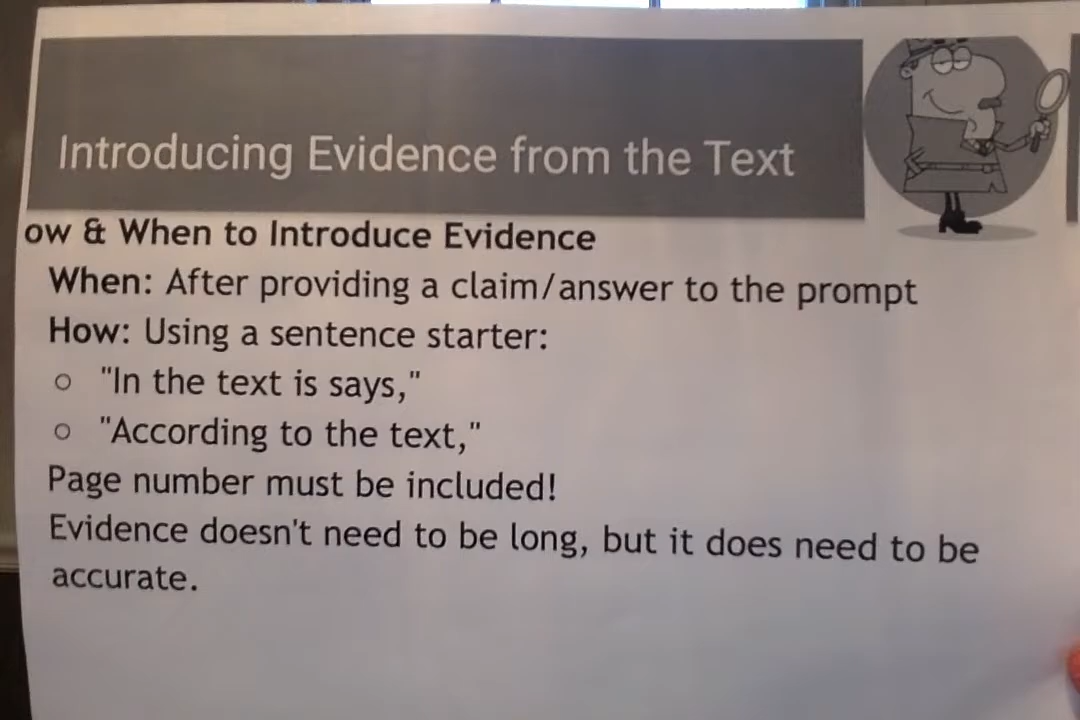 Introducing Evidence from the Text
ow & When to Introduce Evidence
When: After providing a claim/answer to the prompt
How: Using a sentence starter:
○ "In the text is says,"
○ "According to the text,"
Page number must be included!
Evidence doesn't need to be long, but it does need to be
accurate.